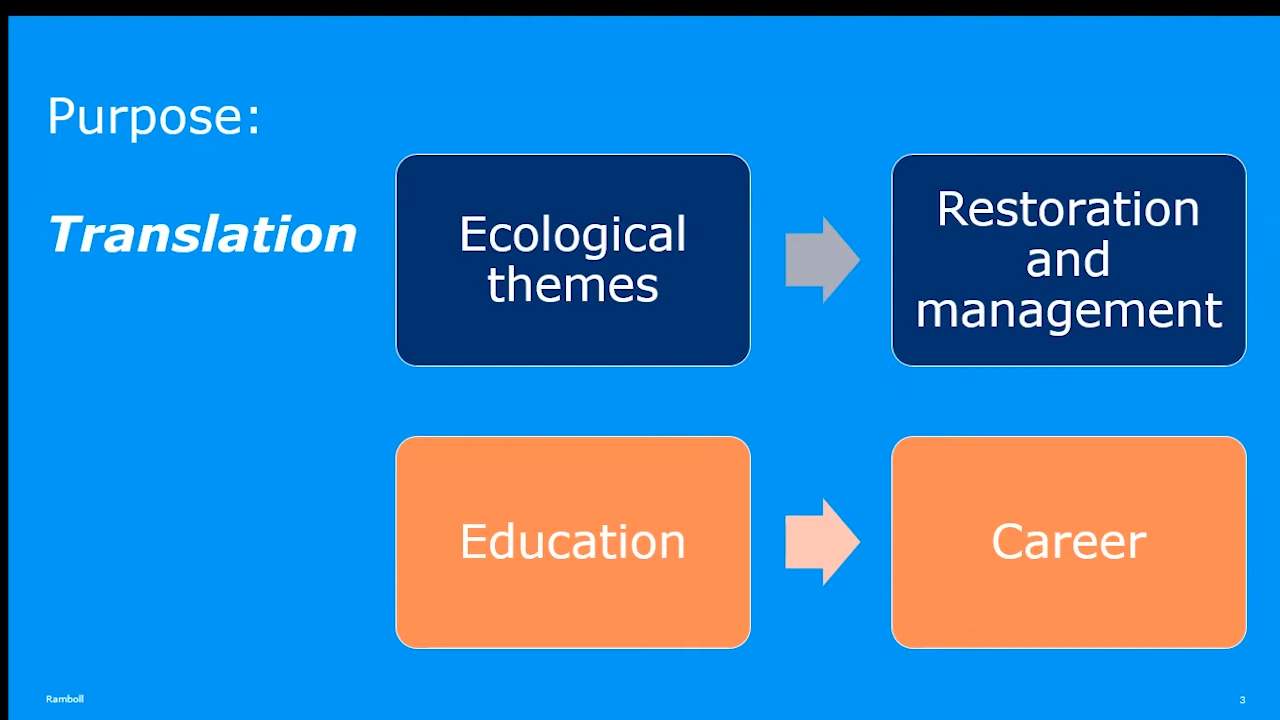 Purpose:
Translation
Ecological
themes
Restoration
and
management
Education
Career
Ramboll
3